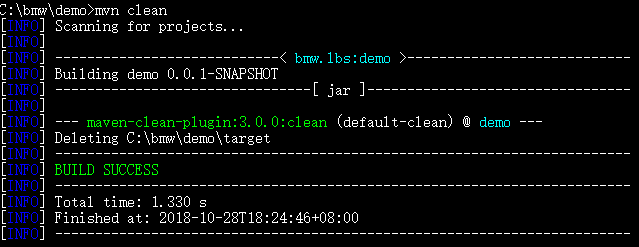 C:\bmw\demo>mvn clean
[INFO] Scanning for projects...
[INFO]
[INFO] -----------------------------< bmw.lbs:demo >----------------------------
[INFO] Building demo 0.0.1-SNAPSHOT
[INFO] --------------------------------[ jar ]---------------------------------
[INFO]
[INFO] --- maven-clean-plugin:3.0.0:clean (default-clean) @ demo ---
[INFO] Deleting C:\bmw\demo\target
[INFO] ------------------------------------------------------------------------
[INFO] BUILD SUCCESS
[INFO] ------------------------------------------------------------------------
[INFO] Total time: 1.330 s
[INFO] Finished at: 2018-10-28T18:24:46+08:00
[INFO] ------------------------------------------------------------------------